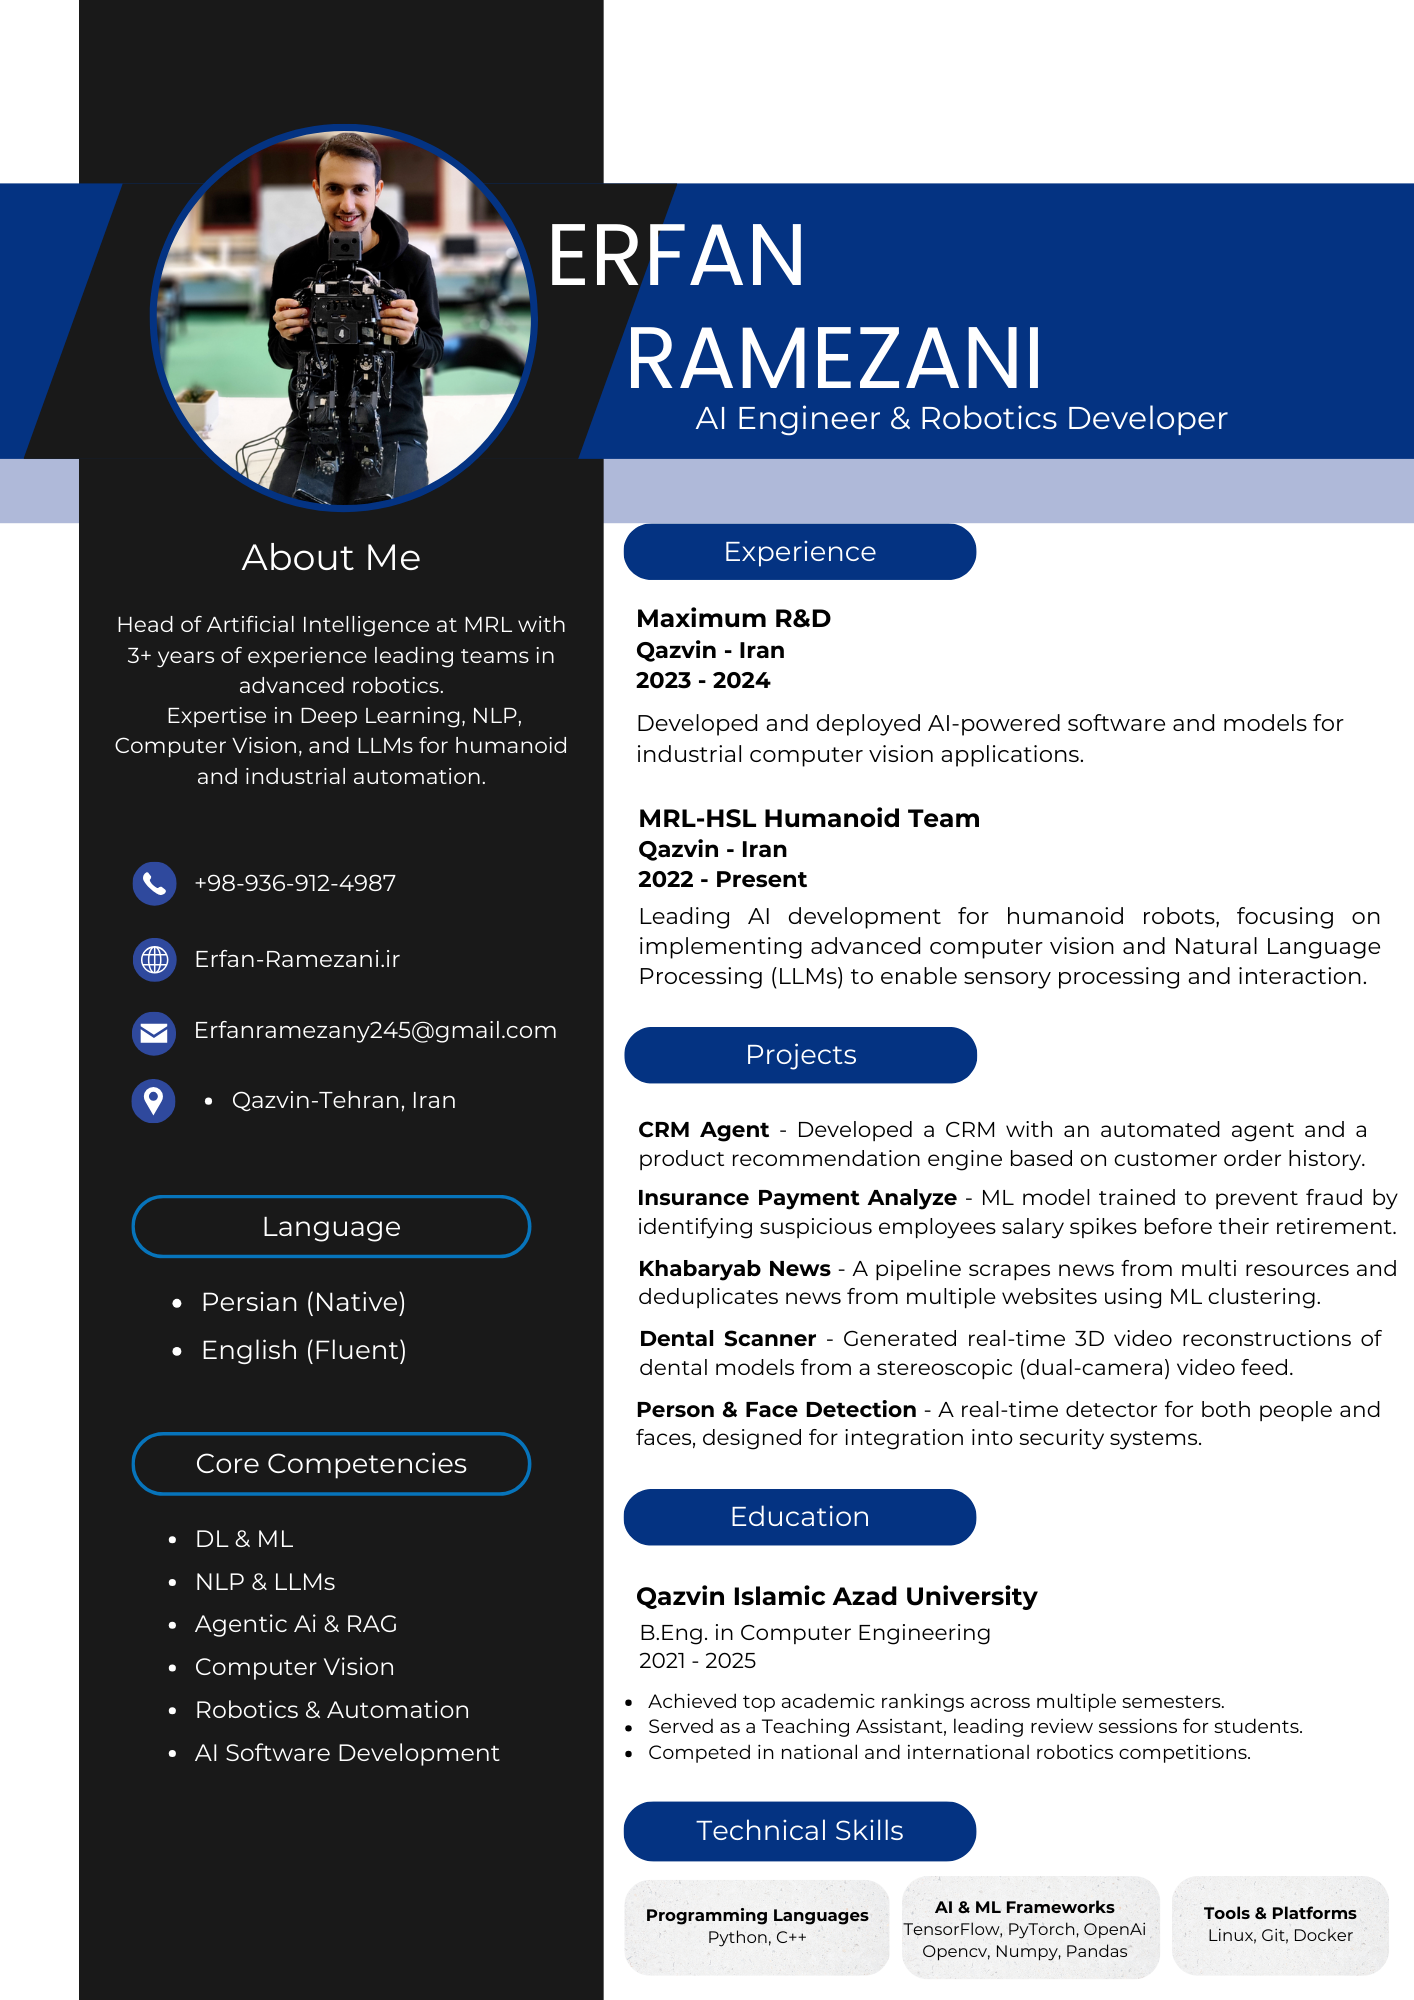 ERFAN
RAMEZANI
AI Engineer & Robotics Developer
4
About Me
Head of Artificial Intelligence at MRL with
3+ years of experience leading teams in
advanced robotics.
Expertise in Deep Learning, NLP,
Computer Vision, and LLMs for humanoid
and industrial automation.
+98-936-912-4987
Erfan-Ramezani.ir
Erfanramezany245@gmail.com
• Qazvin-Tehran, Iran
Language
• Persian (Native)
• English (Fluent)
Core Competencies
• DL & ML
• NLP & LLMs
• Agentic Ai & RAG
• Computer Vision
• Robotics & Automation
• AI Software Development
Experience
Maximum R&D
Qazvin - Iran
2023 - 2024
Developed and deployed AI-powered software and models for
industrial computer vision applications.
MRL-HSL Humanoid Team
Qazvin - Iran
2022 - Present
Leading AI development for humanoid robots, focusing on
implementing advanced computer vision and Natural Language
Processing (LLMs) to enable sensory processing and interaction.
Projects
CRM Agent - Developed a CRM with an automated agent and a
product recommendation engine based on customer order history.
Insurance Payment Analyze - ML model trained to prevent fraud by
identifying suspicious employees salary spikes before their retirement.
Khabaryab News - A pipeline scrapes news from multi resources and
deduplicates news from multiple websites using ML clustering.
Dental Scanner - Generated real-time 3D video reconstructions of
dental models from a stereoscopic (dual-camera) video feed.
Person & Face Detection - A real-time detector for both people and
faces, designed for integration into security systems.
Education
Qazvin Islamic Azad University
B.Eng. in Computer Engineering
2021 - 2025
• Achieved top academic rankings across multiple semesters.
• Served as a Teaching Assistant, leading review sessions for students.
• Competed in national and international robotics competitions.
Technical Skills
Programming Languages
Python, C++
AI & ML Frameworks
TensorFlow, PyTorch, OpenAi
Opencv, Numpy, Pandas
Tools & Platforms
Linux, Git, Docker